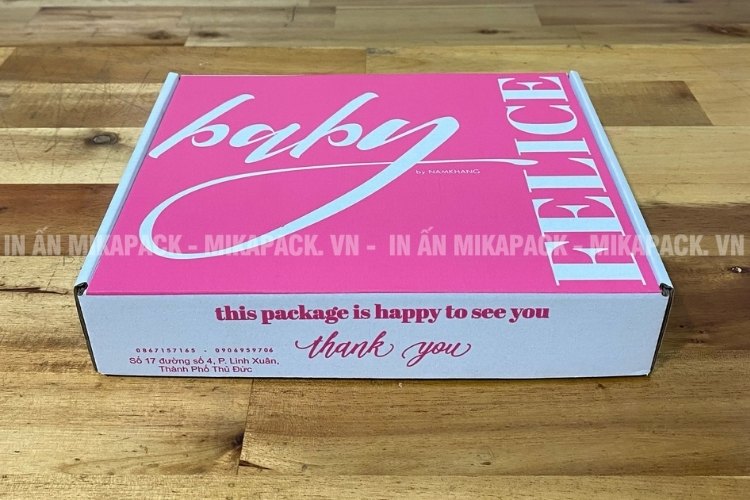 baby
by NAMKHANG
FELICE
IN ẤN MIKAPACK - MIKAPACK. VN - IN ẤN MIKAPACK - MIKAPACK. VN
this package is happy to see you
thank you
0867157165 - 0906959706
Số 17 đường số 4, P. Linh Xuân,
Thành Phố Thủ Đức